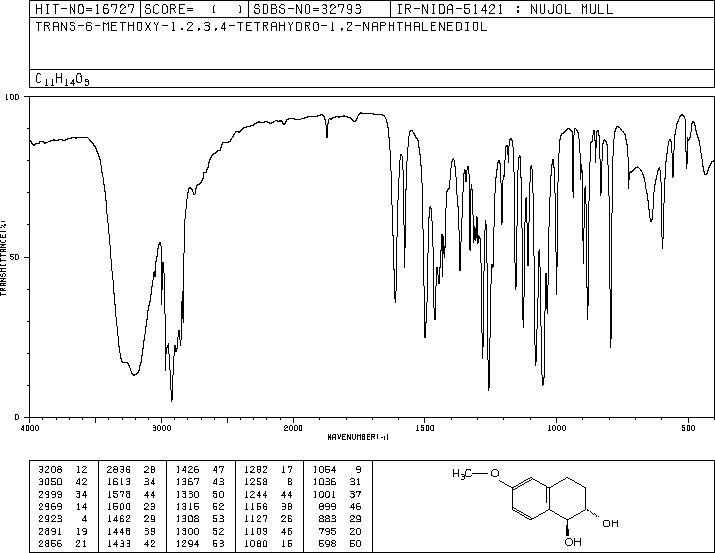 HIT-NO=16727 SCORE= ( ) SDBS-NO=32793 IR-NIDA-51421 : NUJOL MULL
TRANS-6-METHOXY-1,2,3,4-TETRAHYDRO-1,2-NAPHTHALENEDIOL
C11H14O3
100
50
0
TRANSMITTANCE(%)
4000 3000 2000 1500 1000 500
WAVENUMBER(-1)
3208 12 2836 28 1426 47 1282 17 1054 9
3050 42 1613 34 1367 43 1258 8 1036 31
2999 34 1578 44 1330 50 1244 44 1001 37
2969 14 1500 23 1315 52 1156 38 899 46
2923 4 1462 29 1308 53 1127 26 883 29
2891 19 1448 39 1300 52 1109 46 795 20
2856 21 1433 42 1294 53 1080 15 598 50
H3C O
OH
OH